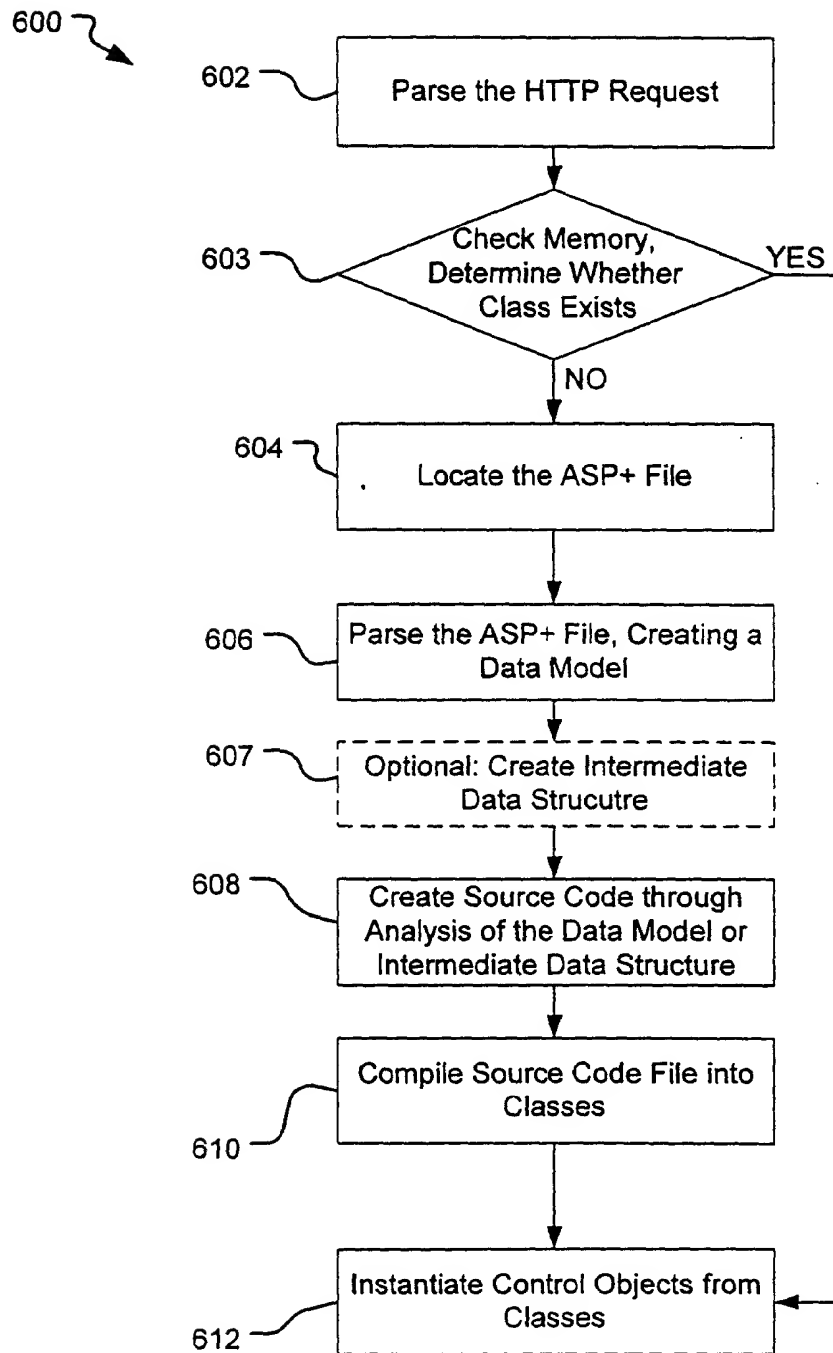 600
602
Parse the HTTP Request
603
Check Memory,
Determine Whether
Class Exists
YES
NO
604
Locate the ASP+ File
606
Parse the ASP+ File, Creating a
Data Model
607
Optional: Create Intermediate
Data Strucutre
608
Create Source Code through
Analysis of the Data Model or
Intermediate Data Structure
610
Compile Source Code File into
Classes
612
Instantiate Control Objects from
Classes